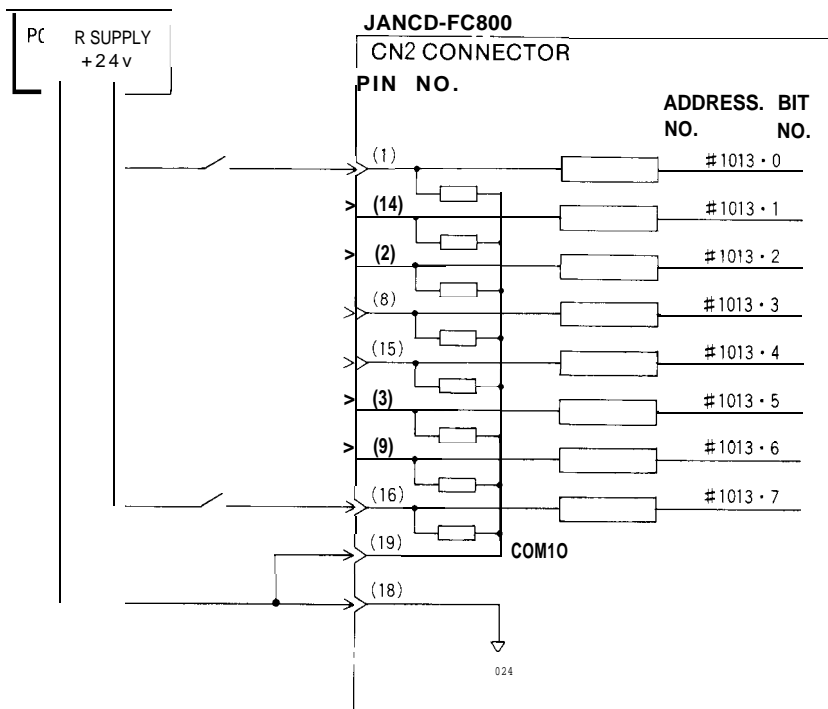 JANCD-FC800
P( R SUPPLY
+24v
CN2 CONNECTOR
PIN NO.
ADDRESS. BIT
NO. NO.
(1) #1013・0
> (14) #1013・1
> (2) #1013・2
(8) #1013・3
(15) #1013・4
> (3) #1013・5
> (9) #1013・6
(16) #1013・7
(19) COM10
(18)
024